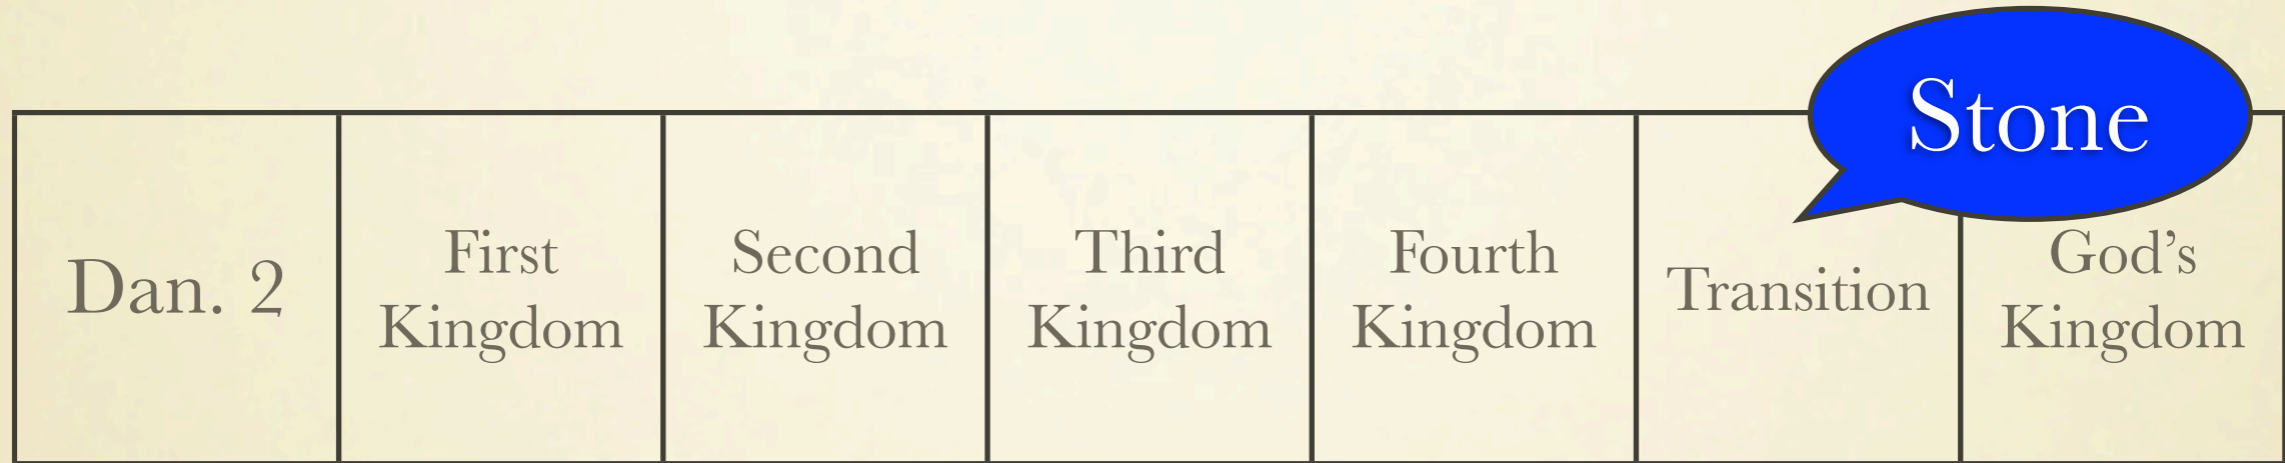 Stone
Dan. 2
First
Kingdom
Second
Kingdom
Third
Kingdom
Fourth
Kingdom
Transition
God’s
Kingdom